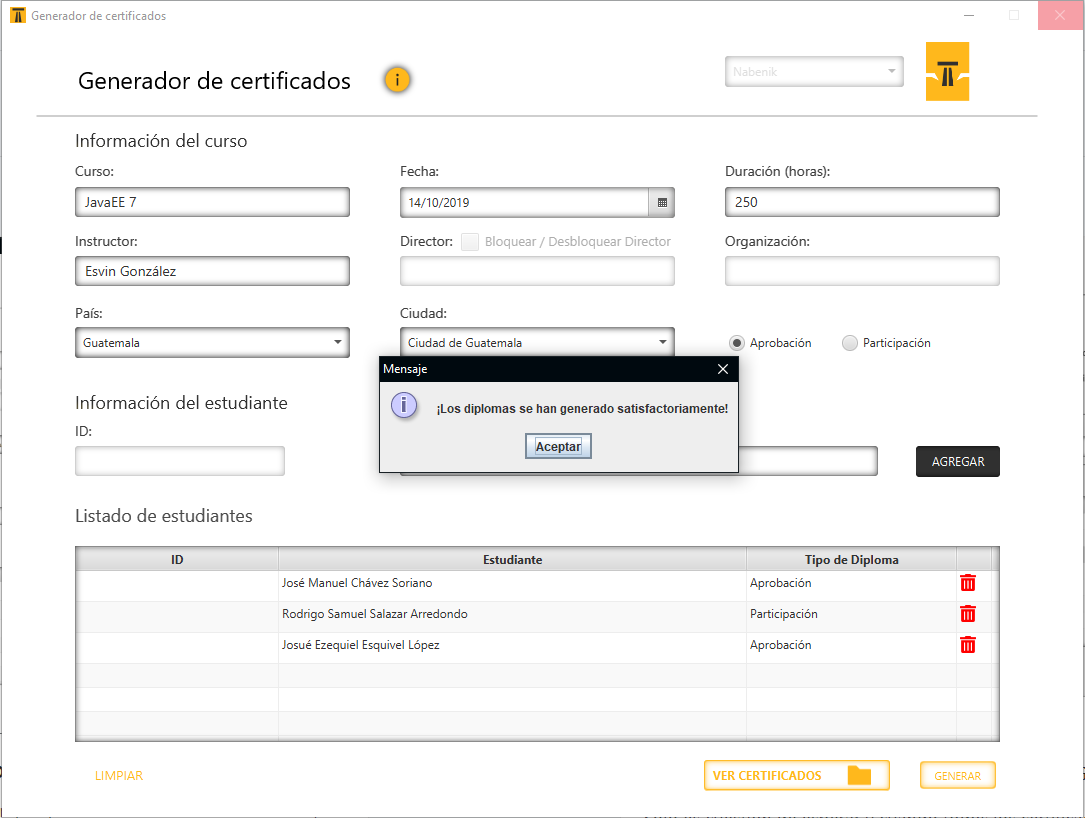 Generador de certificados
Generador de certificados
i
Nabenik
Información del curso
Curso:
Fecha:
Duración (horas):
JavaEE 7
14/10/2019
250
Instructor:
Director:
Bloquear / Desbloquear Director
Organización:
Esvin González
País:
Ciudad:
Guatemala
Ciudad de Guatemala
Aprobación
Participación
Mensaje
i
¡Los diplomas se han generado satisfactoriamente!
Aceptar
Información del estudiante
ID:
AGREGAR
Listado de estudiantes
ID Estudiante Tipo de Diploma
José Manuel Chávez Soriano Aprobación
Rodrigo Samuel Salazar Arredondo Participación
Josué Ezequiel Esquivel López Aprobación
LIMPIAR
VER CERTIFICADOS
GENERAR